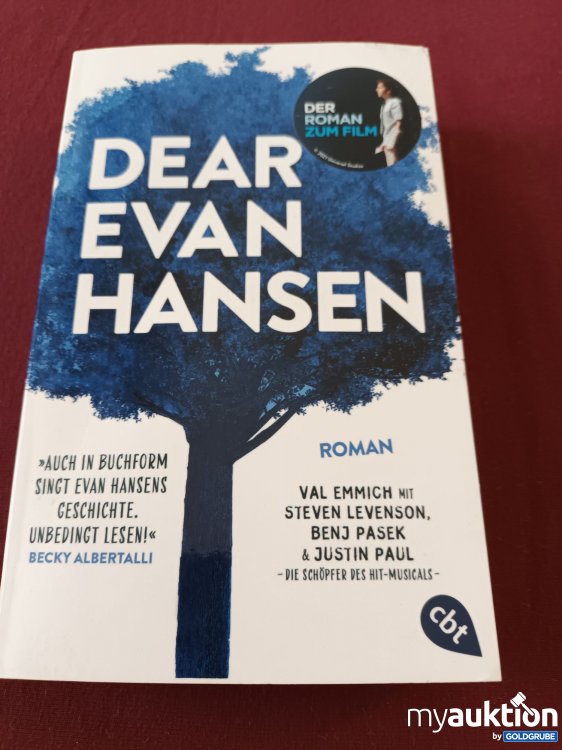 DER
ROMAN
ZUM FILM
DEAR
EVAN
HANSEN
»AUCH IN BUCHFORM
SINGT EVAN HANSENS
GESCHICHTE.
UNBEDINGT LESEN!«
BECKY ALBERTALLI
ROMAN
VAL EMMICH MIT
STEVEN LEVENSON,
BENJ PASEK
& JUSTIN PAUL
– DIE SCHÖPFER DES HIT-MUSICALS –
cbt
myauktion
by GOLDGRUBE